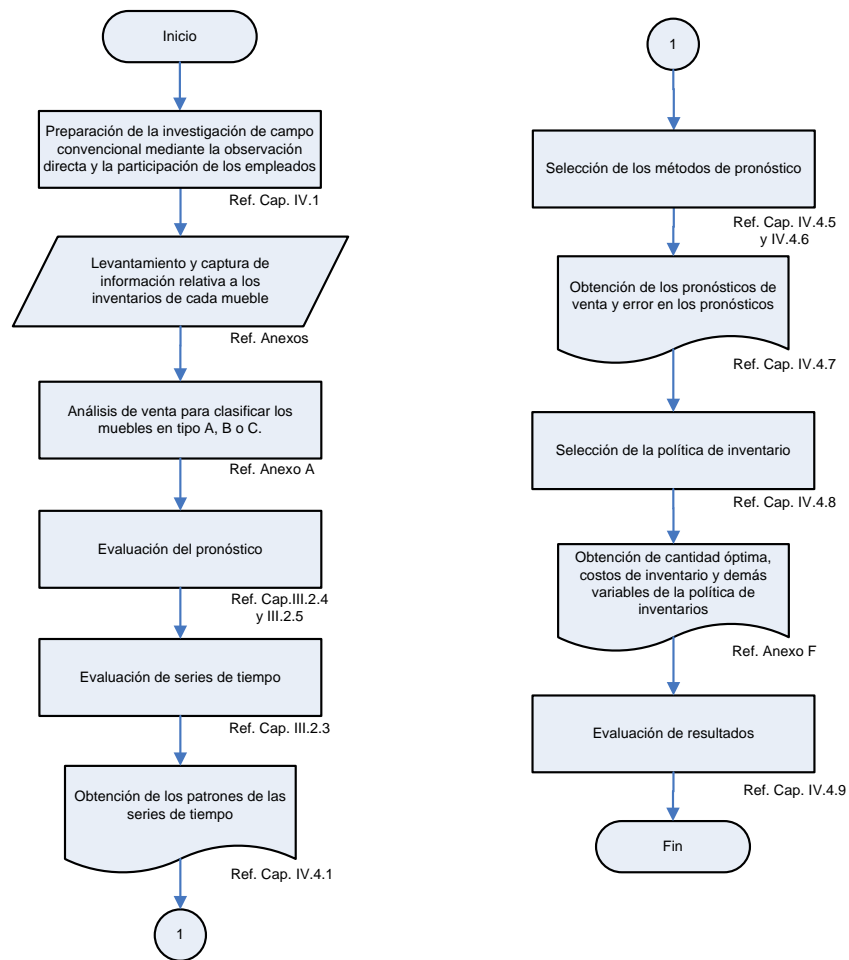 Inicio
Preparación de la investigación de campo
convencional mediante la observación
directa y la participación de los empleados
Ref. Cap. IV.1
Levantamiento y captura de
información relativa a los
inventarios de cada mueble
Ref. Anexos
Análisis de venta para clasificar los
muebles en tipo A, B o C.
Ref. Anexo A
Evaluación del pronóstico
Ref. Cap.III.2.4
y III.2.5
Evaluación de series de tiempo
Ref. Cap. III.2.3
Obtención de los patrones de las
series de tiempo
Ref. Cap. IV.4.1
1
1
Selección de los métodos de pronóstico
Ref. Cap. IV.4.5
y IV.4.6
Obtención de los pronósticos de
venta y error en los pronósticos
Ref. Cap. IV.4.7
Selección de la política de inventario
Ref. Cap. IV.4.8
Obtención de cantidad óptima,
costos de inventario y demás
variables de la política de
inventarios
Ref. Anexo F
Evaluación de resultados
Ref. Cap. IV.4.9
Fin